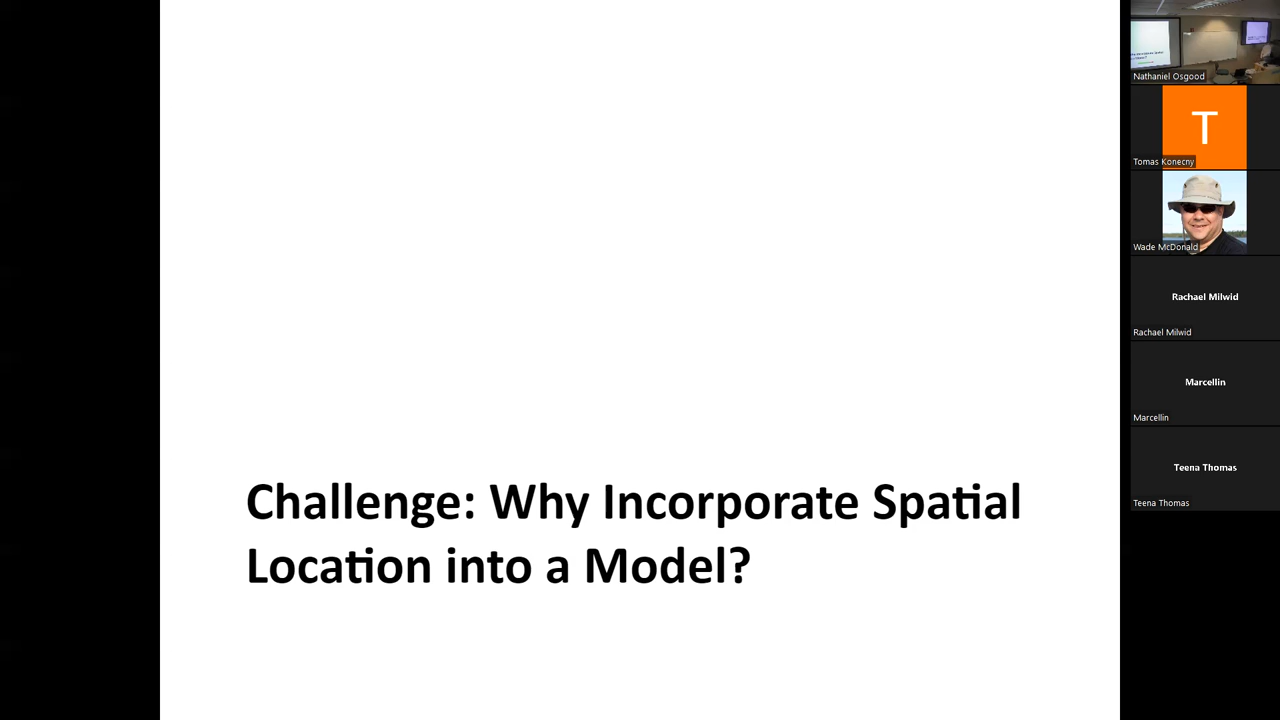 Challenge: Why Incorporate Spatial
Location into a Model?
Nathaniel Osgood
T
Tomas Konecny
Wade McDonald
Rachael Milwid
Rachael Milwid
Marcellin
Marcellin
Teena Thomas
Teena Thomas